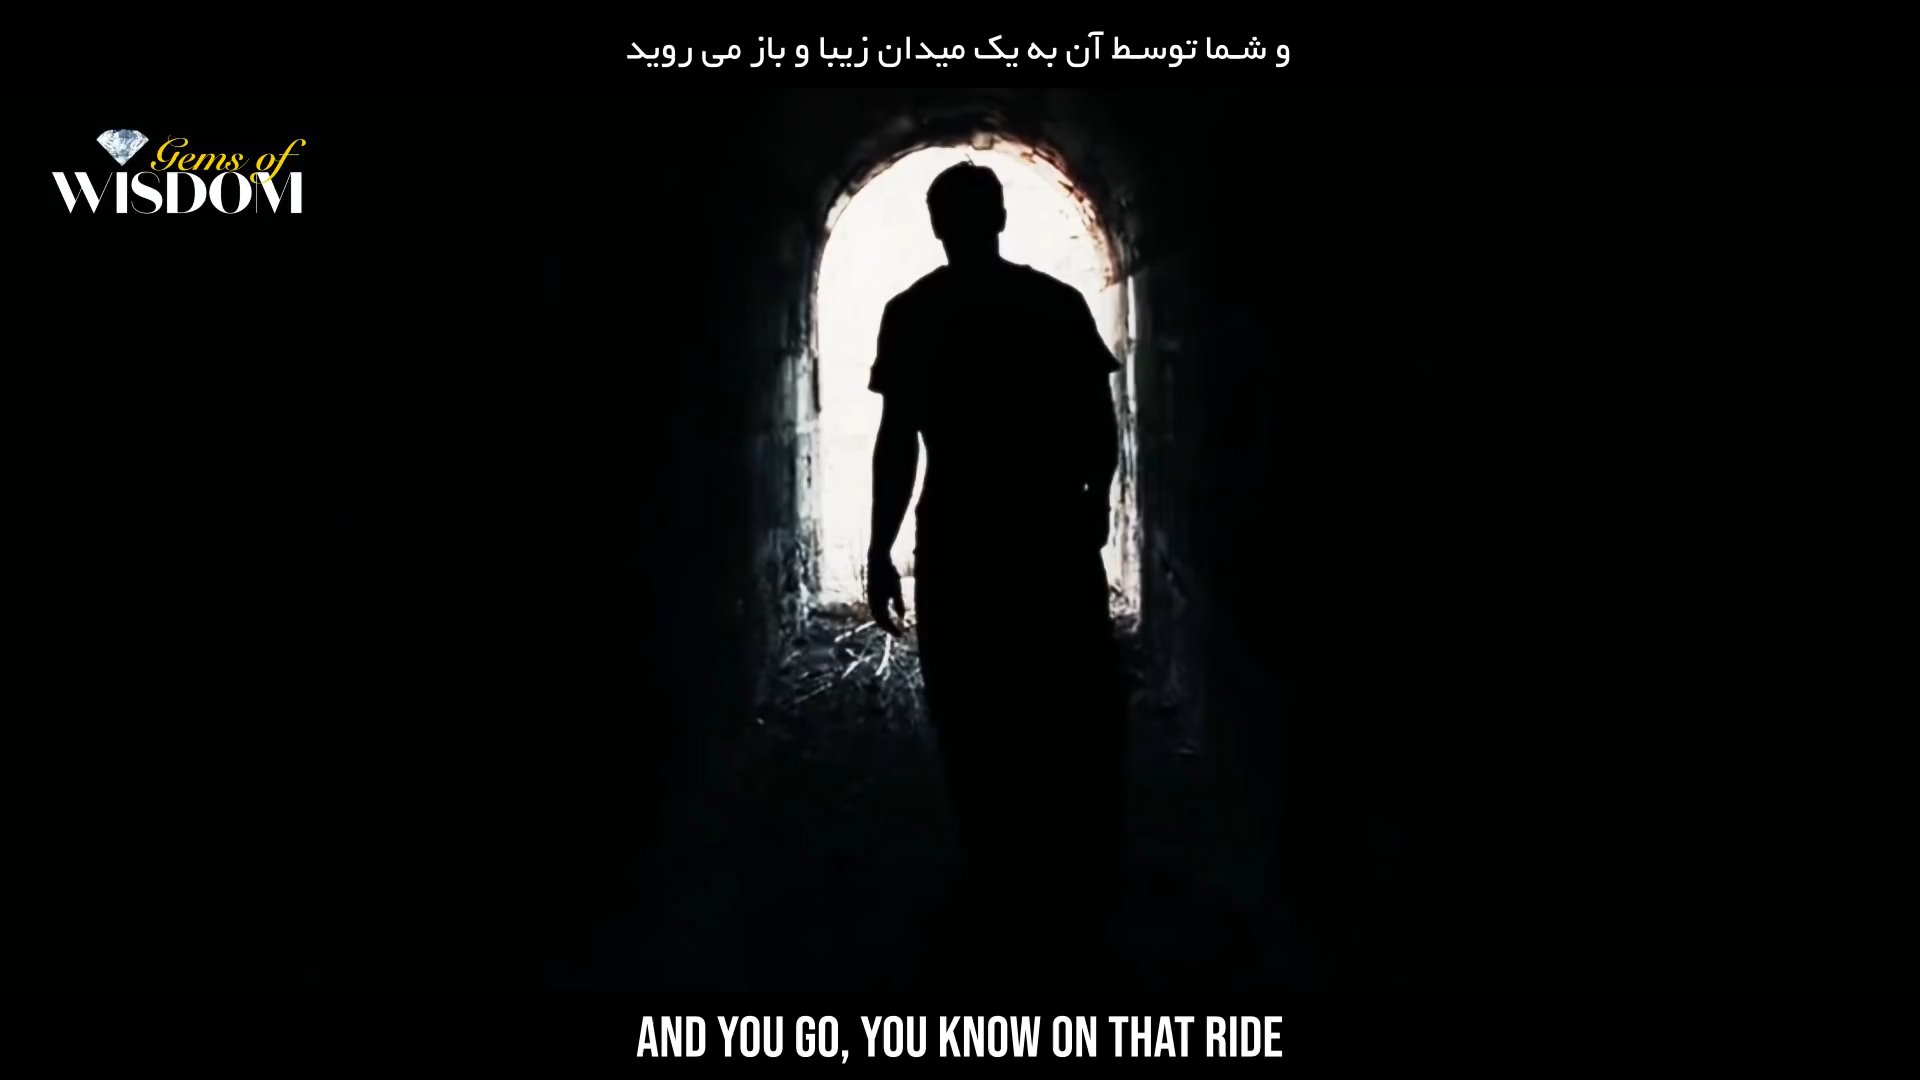 و شما توسط آن به یک میدان زیبا و باز می روید
Gems of
WISDOM
AND YOU GO, YOU KNOW ON THAT RIDE